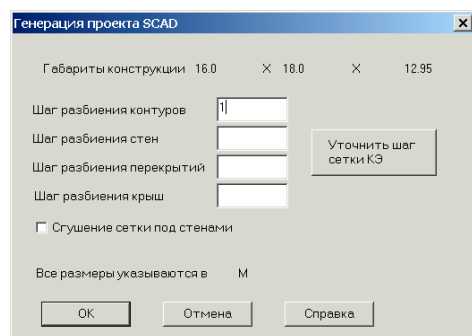 Генерация проекта SCAD
Габариты конструкции 16.0 X 18.0 X 12.95
Шаг разбиения контуров 1
Шаг разбиения стен
Шаг разбиения перекрытий
Шаг разбиения крыш
Уточнить шаг
сетки КЭ
Сгущение сетки под стенами
Все размеры указываются в М
OK Отмена Справка